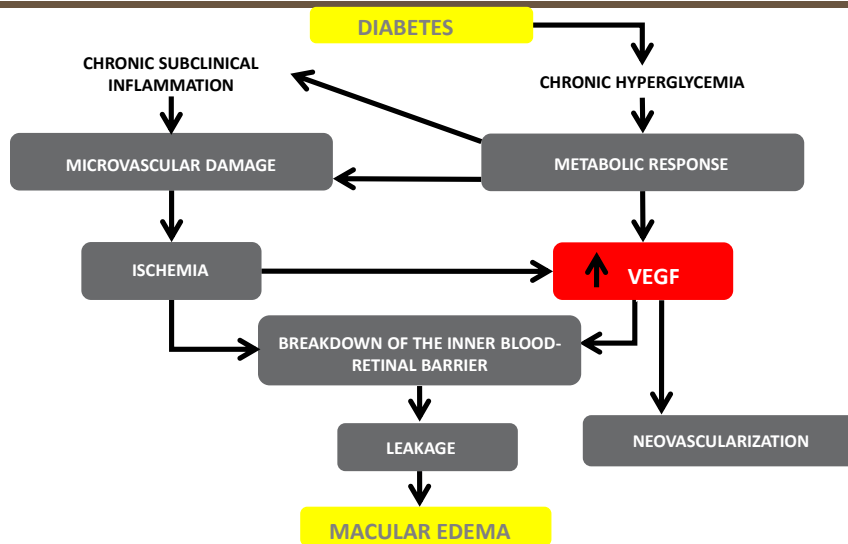 DIABETES
CHRONIC SUBCLINICAL
INFLAMMATION
CHRONIC HYPERGLYCEMIA
MICROVASCULAR DAMAGE
METABOLIC RESPONSE
ISCHEMIA
VEGF
BREAKDOWN OF THE INNER BLOOD-
RETINAL BARRIER
NEOVASCULARIZATION
LEAKAGE
MACULAR EDEMA